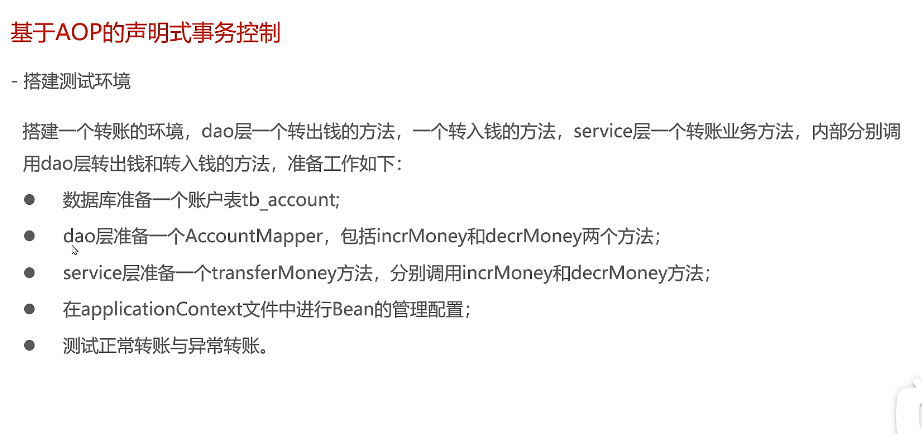 基于AOP的声明式事务控制
- 搭建测试环境
搭建一个转账的环境，dao层一个转出钱的方法，一个转入钱的方法，service层一个转账业务方法，内部分别调
用dao层转出钱和转入钱的方法，准备工作如下：
● 数据库准备一个账户表tb_account;
● dao层准备一个AccountMapper，包括incrMoney和decrMoney两个方法；
● service层准备一个transferMoney方法，分别调用incrMoney和decrMoney方法；
● 在applicationContext文件中进行Bean的管理配置；
● 测试正常转账与异常转账。